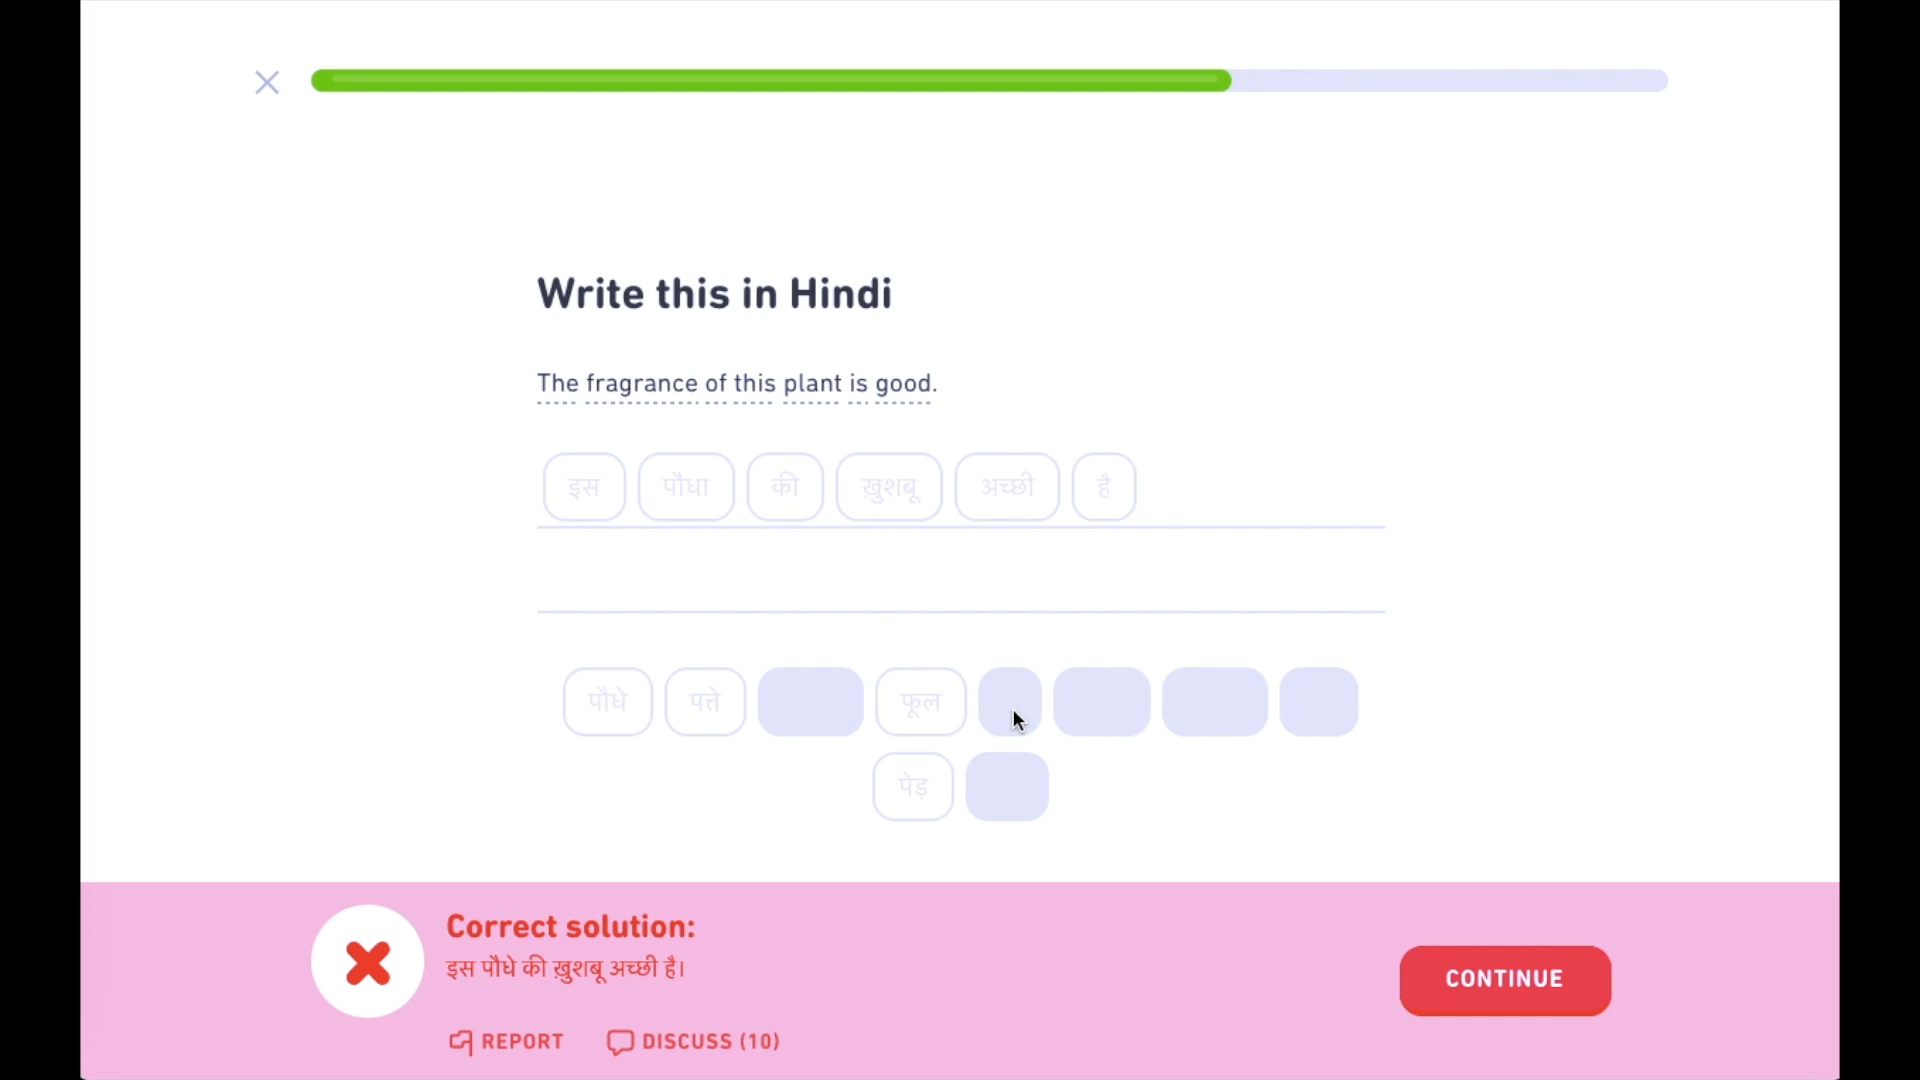 Write this in Hindi
The fragrance of this plant is good.
इस पौधा की ख़ुशबू अच्छी है
पौधे पत्ते फूल
पेड़
Correct solution:
इस पौधे की ख़ुशबू अच्छी है।
CONTINUE
REPORT DISCUSS (10)